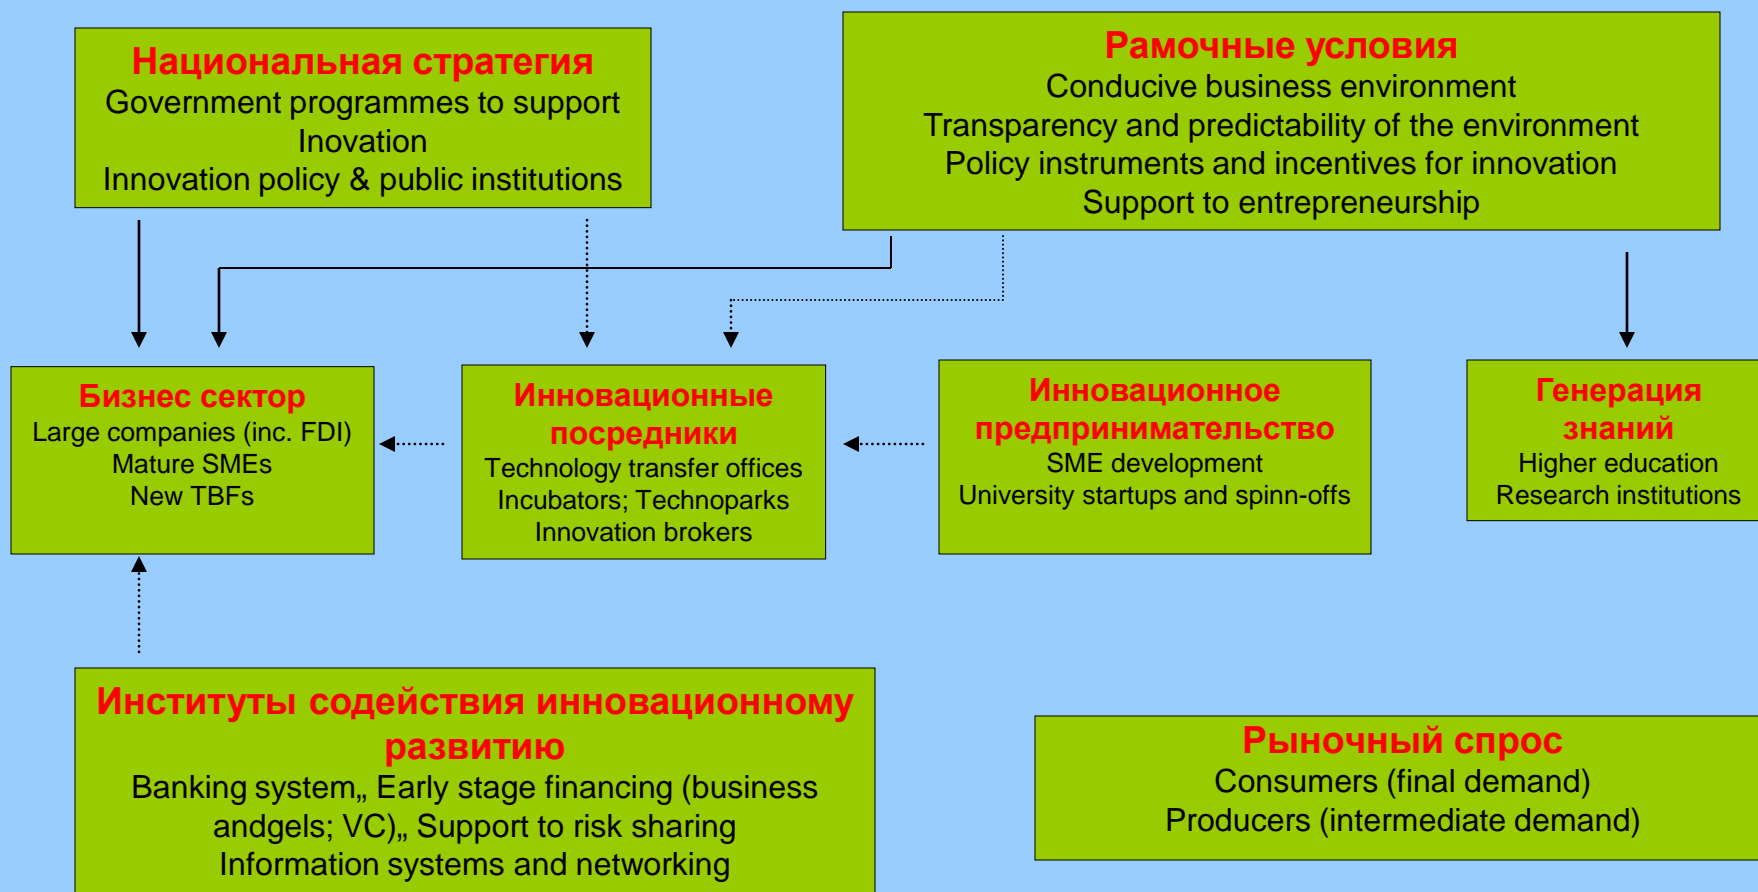 Национальная стратегия
Government programmes to support
Inovation
Innovation policy & public institutions
Рамочные условия
Conducive business environment
Transparency and predictability of the environment
Policy instruments and incentives for innovation
Support to entrepreneurship
Бизнес сектор
Large companies (inc. FDI)
Mature SMEs
New TBFs
Инновационные
посредники
Technology transfer offices
Incubators; Technoparks
Innovation brokers
Инновационное
предпринимательство
SME development
University startups and spinn-offs
Генерация
знаний
Higher education
Research institutions
Институты содействия инновационному
развитию
Banking system„ Early stage financing (business
andgels; VC)„ Support to risk sharing
Information systems and networking
Рыночный спрос
Consumers (final demand)
Producers (intermediate demand)